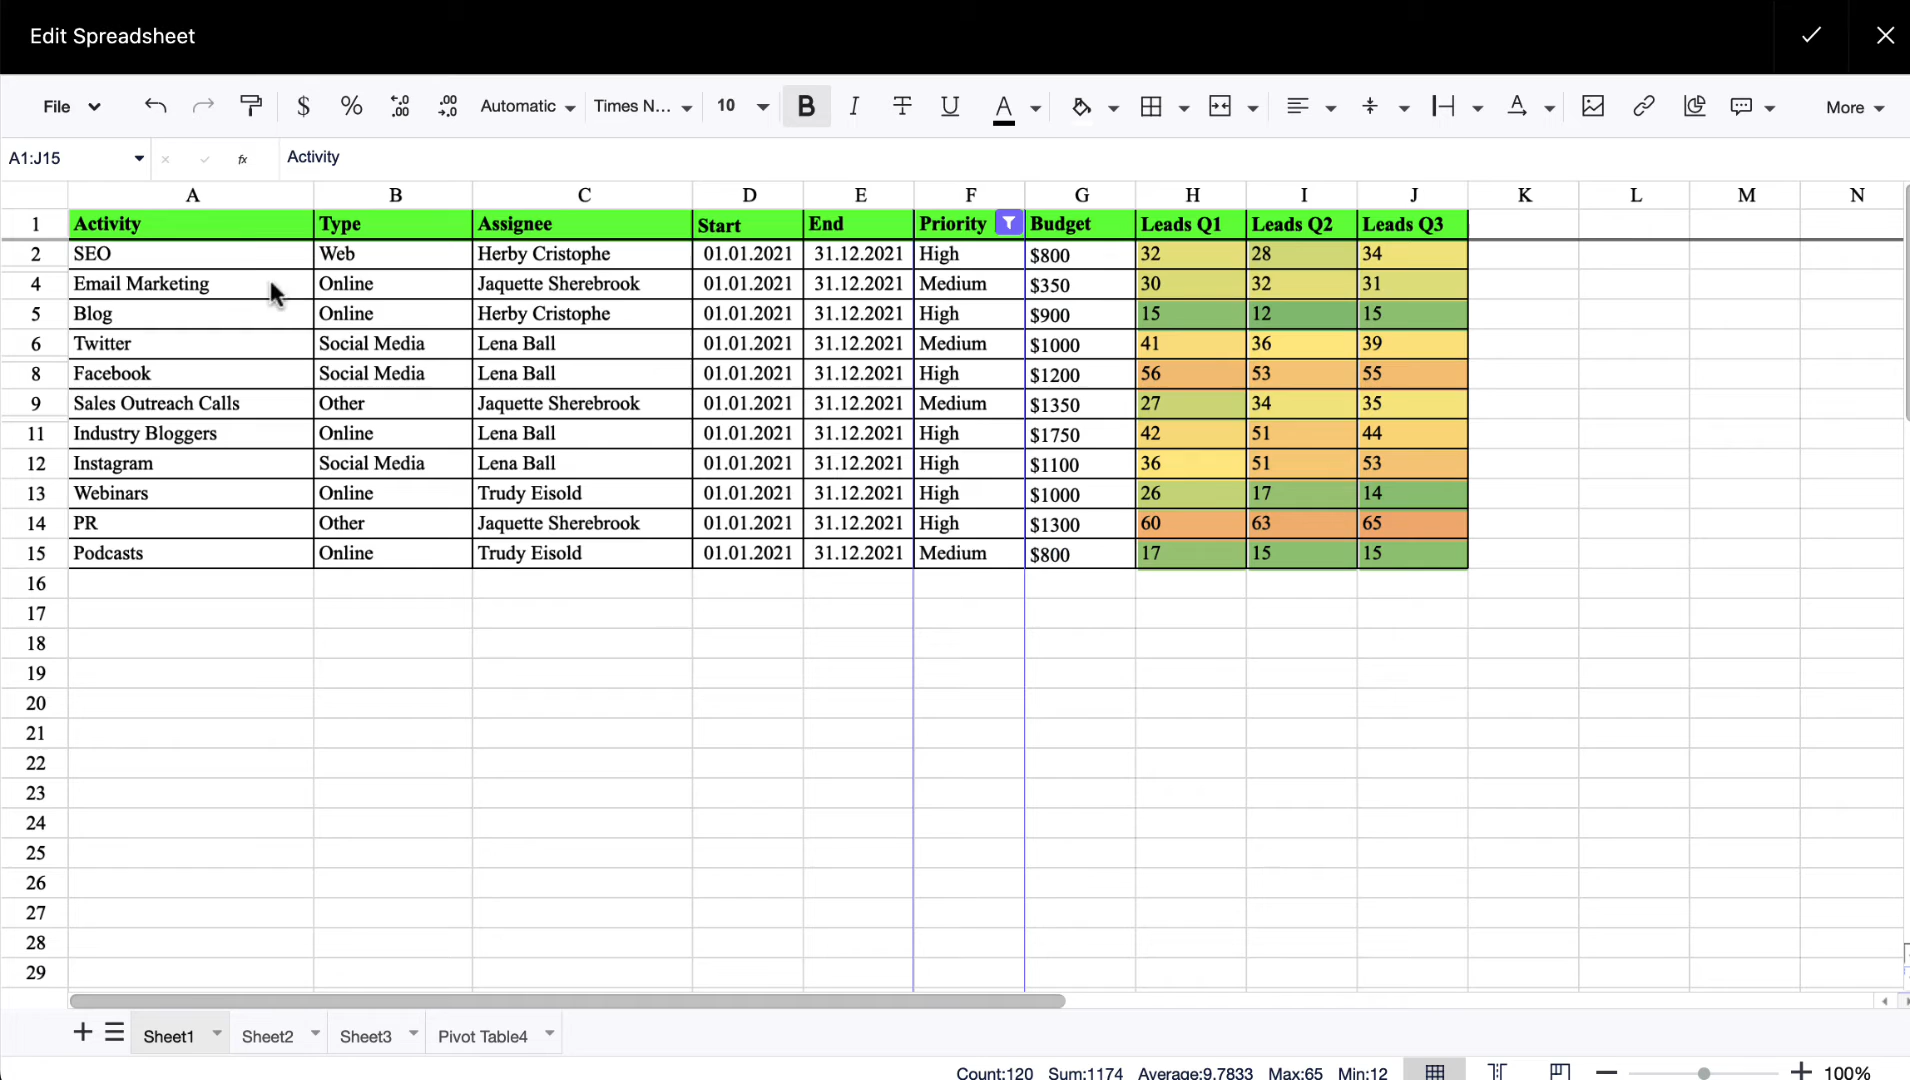 Edit Spreadsheet
File $ % .0 .00 Automatic Times N... 10 B I T U A A More
A1:J15 fx Activity
A B C D E F G H I J K L M N
1 Activity Type Assignee Start End Priority Budget Leads Q1 Leads Q2 Leads Q3
2 SEO Web Herby Cristophe 01.01.2021 31.12.2021 High $800 32 28 34
4 Email Marketing Online Jaquette Sherebrook 01.01.2021 31.12.2021 Medium $350 30 32 31
5 Blog Online Herby Cristophe 01.01.2021 31.12.2021 High $900 15 12 15
6 Twitter Social Media Lena Ball 01.01.2021 31.12.2021 Medium $1000 41 36 39
8 Facebook Social Media Lena Ball 01.01.2021 31.12.2021 High $1200 56 53 55
9 Sales Outreach Calls Other Jaquette Sherebrook 01.01.2021 31.12.2021 Medium $1350 27 34 35
11 Industry Bloggers Online Lena Ball 01.01.2021 31.12.2021 High $1750 42 51 44
12 Instagram Social Media Lena Ball 01.01.2021 31.12.2021 High $1100 36 51 53
13 Webinars Online Trudy Eisold 01.01.2021 31.12.2021 High $1000 26 17 14
14 PR Other Jaquette Sherebrook 01.01.2021 31.12.2021 High $1300 60 63 65
15 Podcasts Online Trudy Eisold 01.01.2021 31.12.2021 Medium $800 17 15 15
16
17
18
19
20
21
22
23
24
25
26
27
28
29
Sheet1 Sheet2 Sheet3 Pivot Table4
Count:120 Sum:1174 Average:9.7833 Max:65 Min:12 100%